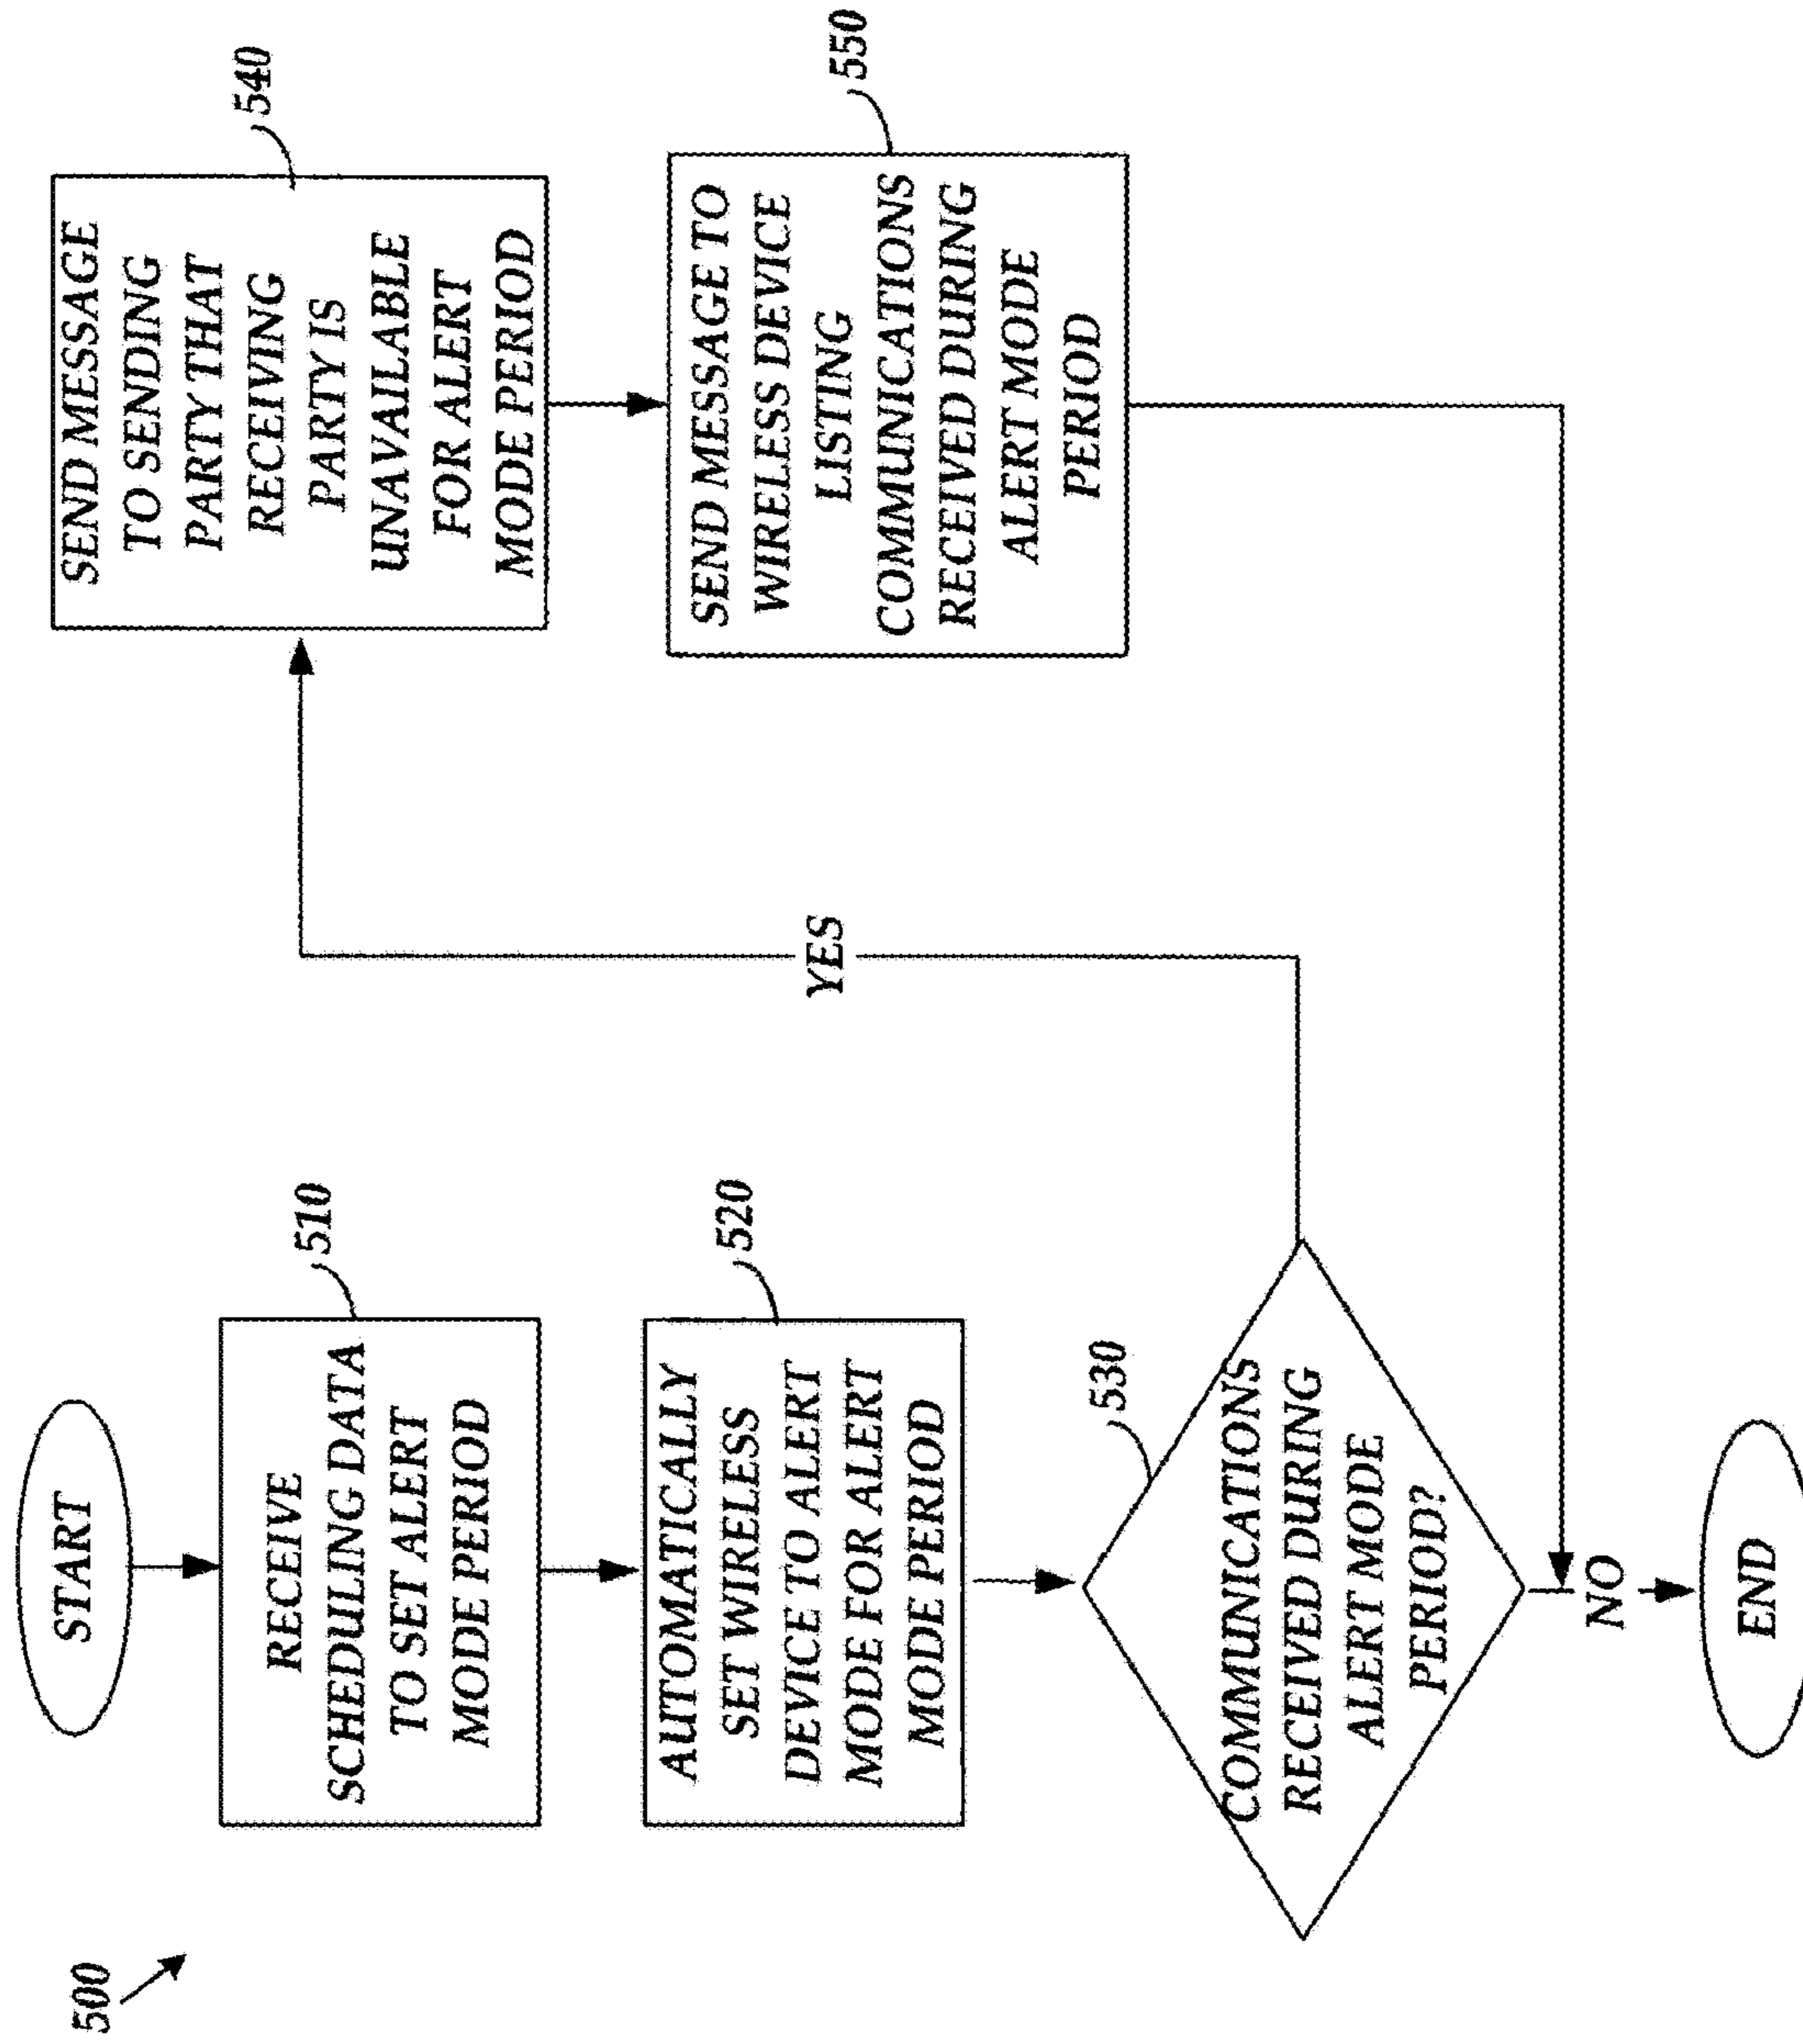 500
START
510
RECEIVE
SCHEDULING DATA
TO SET ALERT
MODE PERIOD
520
AUTOMATICALLY
SET WIRELESS
DEVICE TO ALERT
MODE FOR ALERT
MODE PERIOD
530
COMMUNICATIONS
RECEIVED DURING
ALERT MODE
PERIOD?
YES
NO
END
540
SEND MESSAGE
TO SENDING
PARTY THAT
RECEIVING
PARTY IS
UNAVAILABLE
FOR ALERT
MODE PERIOD
550
SEND MESSAGE TO
WIRELESS DEVICE
LISTING
COMMUNICATIONS
RECEIVED DURING
ALERT MODE
PERIOD